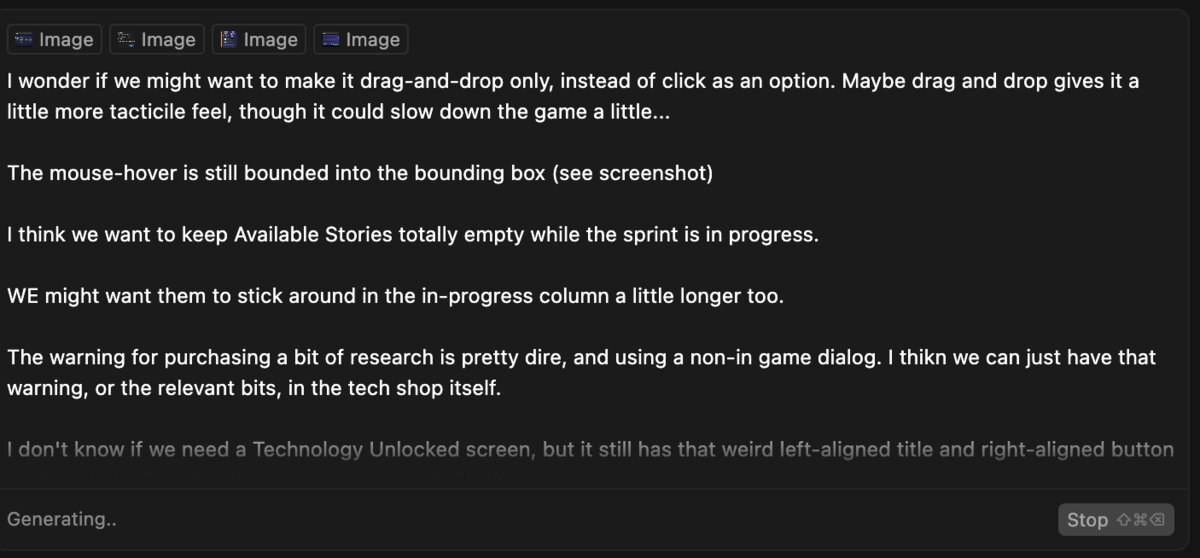 Image Image Image Image
I wonder if we might want to make it drag-and-drop only, instead of click as an option. Maybe drag and drop gives it a
little more tacticile feel, though it could slow down the game a little...
The mouse-hover is still bounded into the bounding box (see screenshot)
I think we want to keep Available Stories totally empty while the sprint is in progress.
WE might want them to stick around in the in-progress column a little longer too.
The warning for purchasing a bit of research is pretty dire, and using a non-in game dialog. I thikn we can just have that
warning, or the relevant bits, in the tech shop itself.
I don't know if we need a Technology Unlocked screen, but it still has that weird left-aligned title and right-aligned button
Generating..
Stop ⇧⌘⌫